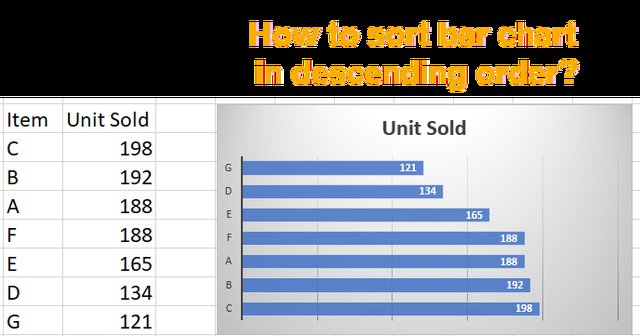 How to sort bar chart
in descending order?
Item Unit Sold
C 198
B 192
A 188
F 188
E 165
D 134
G 121
Unit Sold
G 121
D 134
E 165
F 188
A 188
B 192
C 198